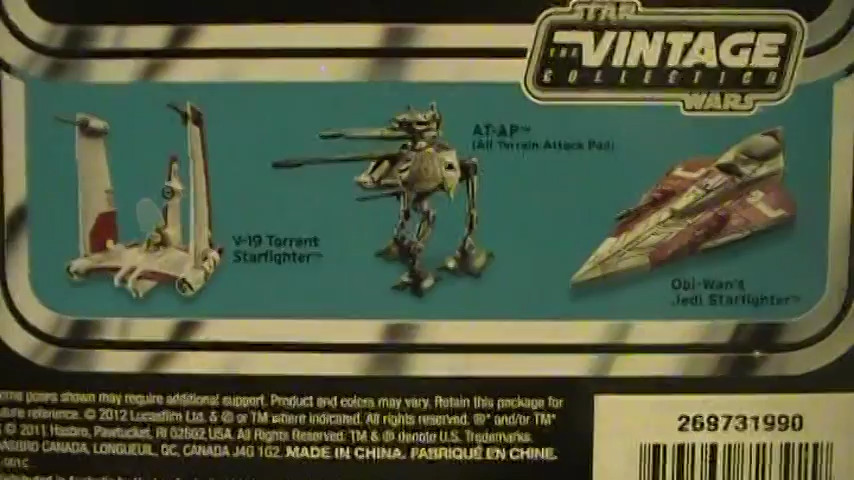 STAR
THE VINTAGE
COLLECTION
WARS
AT-AP™
(All Terrain Attack Pod)
V-19 Torrent
Starfighter™
Obi-Wan's
Jedi Starfighter™
poses shown may require additional support. Product and colors may vary. Retain this package for
reference. © 2012 Lucasfilm Ltd. & ® or TM where indicated. All rights reserved. ®* and/or TM*
© 2011 Hasbro, Pawtucket, RI 02862 USA. All Rights Reserved. TM & ® denote U.S. Trademarks.
HASBRO CANADA, LONGUEUIL, QC, CANADA J4G 1G2. MADE IN CHINA. FABRIQUÉ EN CHINE.
269731990